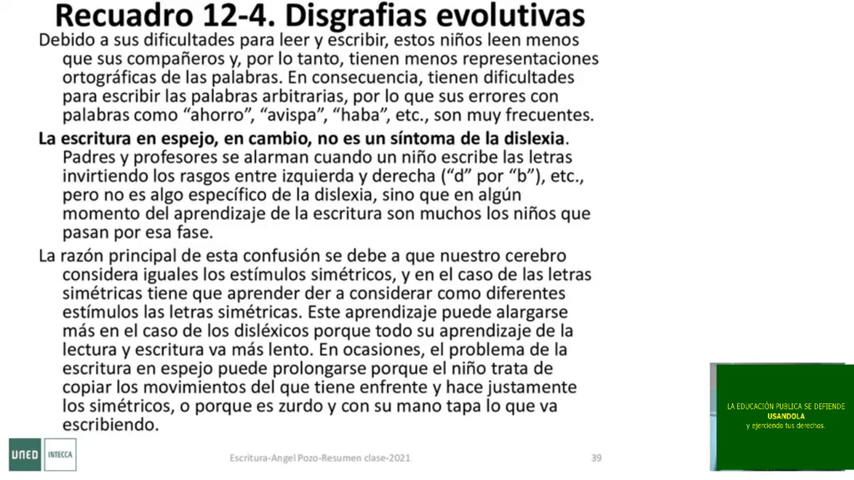 Recuadro 12-4. Disgrafias evolutivas
Debido a sus dificultades para leer y escribir, estos niños leen menos
que sus compañeros y, por lo tanto, tienen menos representaciones
ortográficas de las palabras. En consecuencia, tienen dificultades
para escribir las palabras arbitrarias, por lo que sus errores con
palabras como “ahorro”, “avispa”, “haba”, etc., son muy frecuentes.
La escritura en espejo, en cambio, no es un síntoma de la dislexia.
Padres y profesores se alarman cuando un niño escribe las letras
invirtiendo los rasgos entre izquierda y derecha (“d” por “b”), etc.,
pero no es algo específico de la dislexia, sino que en algún
momento del aprendizaje de la escritura son muchos los niños que
pasan por esa fase.
La razón principal de esta confusión se debe a que nuestro cerebro
considera iguales los estímulos simétricos, y en el caso de las letras
simétricas tiene que aprender der a considerar como diferentes
estímulos las letras simétricas. Este aprendizaje puede alargarse
más en el caso de los disléxicos porque todo su aprendizaje de la
lectura y escritura va más lento. En ocasiones, el problema de la
escritura en espejo puede prolongarse porque el niño trata de
copiar los movimientos del que tiene enfrente y hace justamente
los simétricos, o porque es zurdo y con su mano tapa lo que va
escribiendo.
LA EDUCACIÓN PUBLICA SE DEFIENDE
USANDOLA
y ejerciendo tus derechos.
UNED INTECCA
Escritura-Angel Pozo-Resumen clase-2021
39